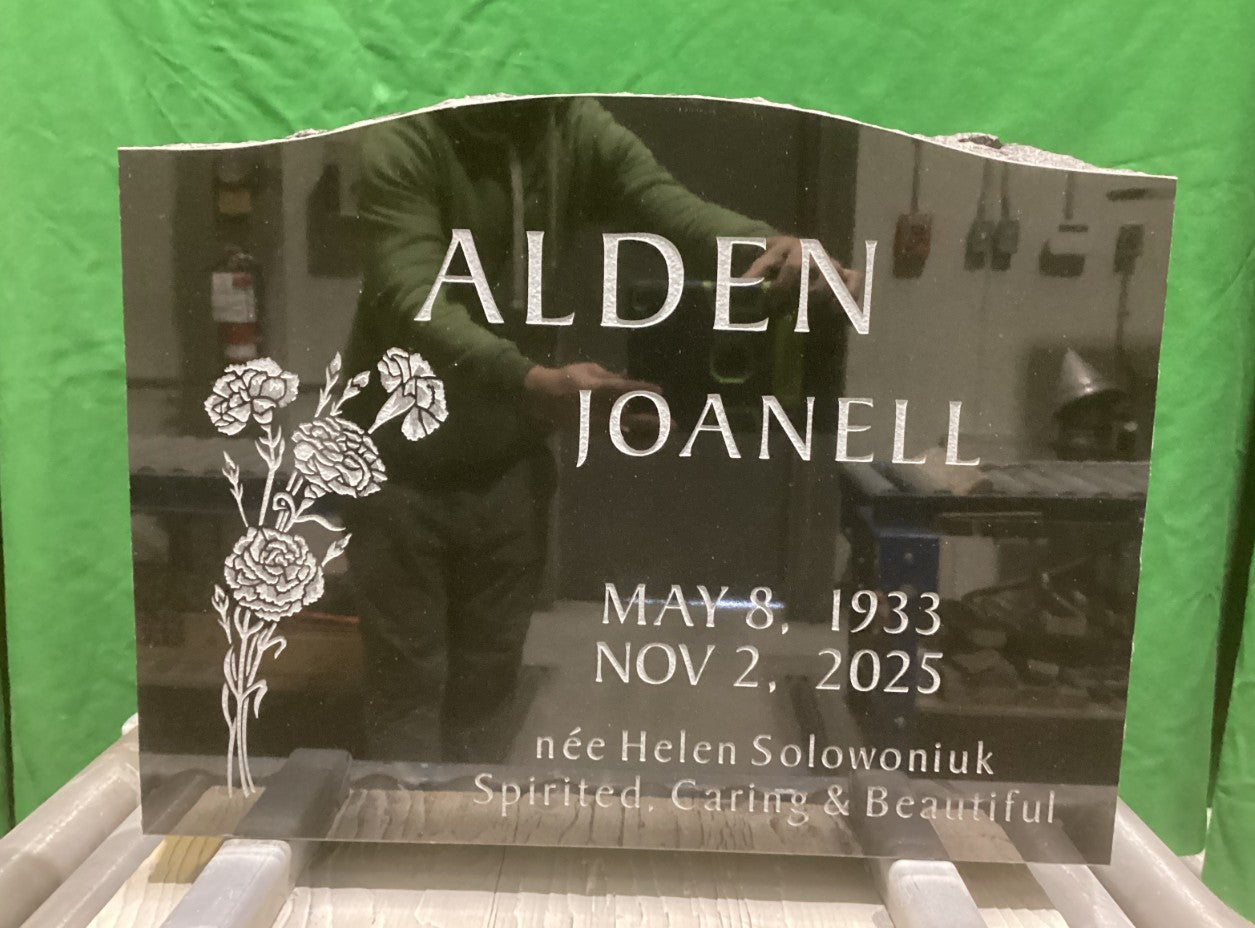 ALDEN
JOANELL
MAY 8, 1933
NOV 2, 2025
née Helen Solowoniuk
Spirited, Caring & Beautiful